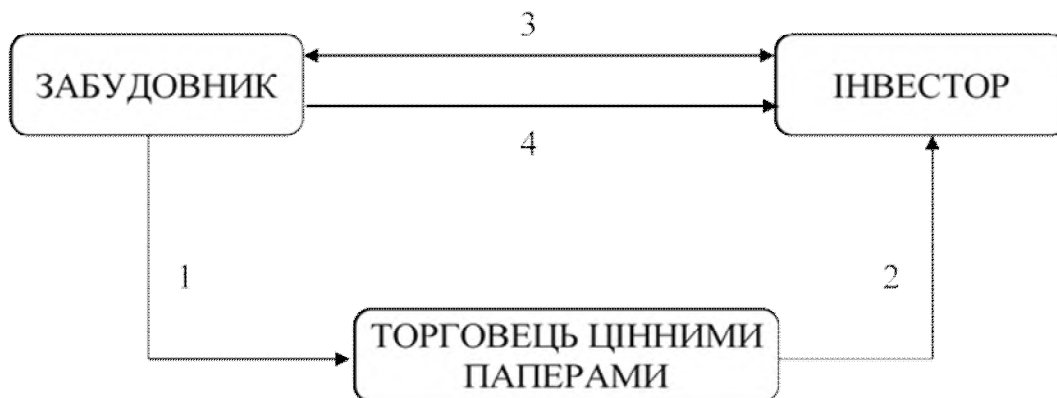 3
ЗАБУДОВНИК
ІНВЕСТОР
4
1
2
ТОРГОВЕЦЬ ЦІННИМИ
ПАПЕРАМИ